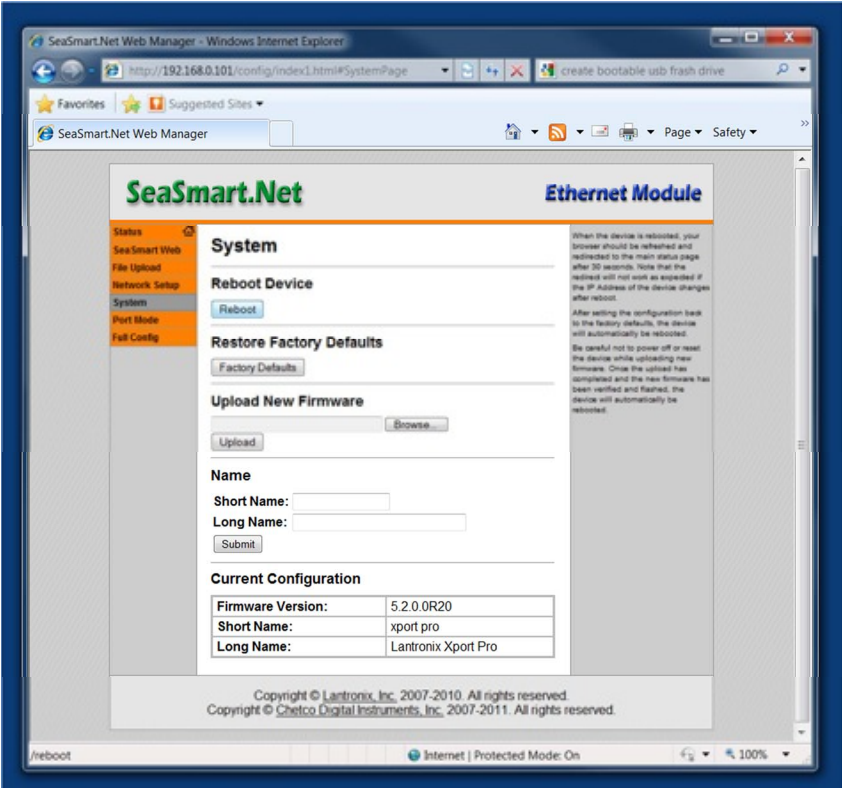 SeaSmart.Net Web Manager - Windows Internet Explorer
http://192.168.0.101/config/index1.html#SystemPage
create bootable usb frash drive
Favorites
Suggested Sites
SeaSmart.Net Web Manager
Page
Safety
»
SeaSmart.Net
Ethernet Module
Status
SeaSmart Web
File Upload
Network Setup
System
Port Mode
Full Config
System
Reboot Device
Reboot
Restore Factory Defaults
Factory Defaults
Upload New Firmware
Browse...
Upload
Name
Short Name:
Long Name:
Submit
Current Configuration
Firmware Version: 5.2.0.0R20
Short Name: xport pro
Long Name: Lantronix Xport Pro
When the device is rebooted, your
browser should be refreshed and
redirected to the main status page
after 30 seconds. Note that the
redirect will not work as expected if
the IP Address of the device changes
after reboot.
After setting the configuration back
to the factory defaults, the device
will automatically be rebooted.
Be careful not to power off or reset
the device while uploading new
firmware. Once the upload has
completed and the new firmware has
been verified and flashed, the
device will automatically be
rebooted.
Copyright © Lantronix, Inc. 2007-2010. All rights reserved.
Copyright © Chetco Digital Instruments, Inc. 2007-2011. All rights reserved.
/reboot
Internet | Protected Mode: On
100%